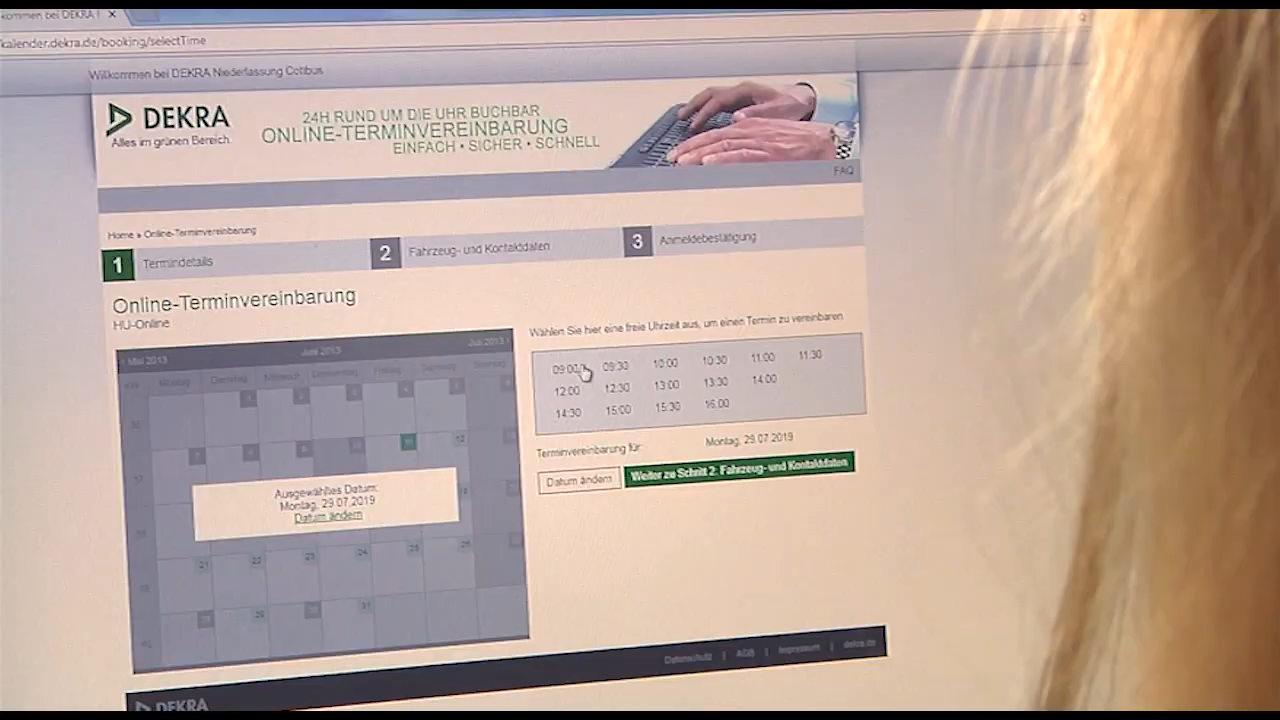 kommen bei DEKRA !
kalender.dekra.de/booking/selectTime
Willkommen bei DEKRA Niederlassung Cottbus
DEKRA
Alles im grünen Bereich.
24H RUND UM DIE UHR BUCHBAR
ONLINE-TERMINVEREINBARUNG
EINFACH • SICHER • SCHNELL
FAQ
Home » Online-Terminvereinbarung
1 Termindetails
2 Fahrzeug- und Kontaktdaten
3 Anmeldebestätigung
Online-Terminvereinbarung
HU-Online
‹ Mai 2013 Juni 2013 Juli 2013 ›
Montag Dienstag Mittwoch Donnerstag Freitag Samstag Sonntag
Ausgewähltes Datum:
Montag, 29.07.2019
Datum ändern
Wählen Sie hier eine freie Uhrzeit aus, um einen Termin zu vereinbaren
09:00 09:30 10:00 10:30 11:00 11:30
12:00 12:30 13:00 13:30 14:00
14:30 15:00 15:30 16:00
Terminvereinbarung für: Montag, 29.07.2019
Datum ändern Weiter zu Schritt 2: Fahrzeug- und Kontaktdaten
Datenschutz | AGB | Impressum | dekra.de
DEKRA